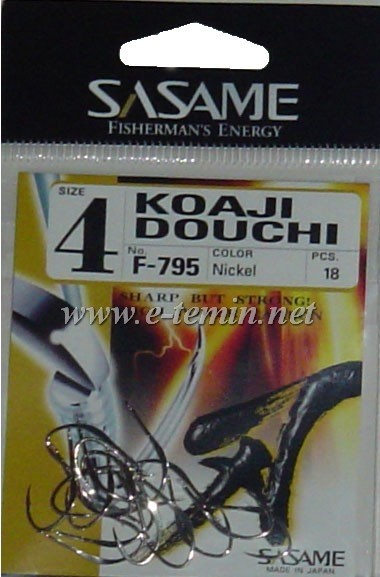 SASAME
FISHERMAN'S ENERGY
SIZE
4
KOAJI
DOUCHI
No.
F-795
COLOR
Nickel
PCS.
18
SHARP, BUT STRONG!
www.e-temin.net
SASAME
MADE IN JAPAN